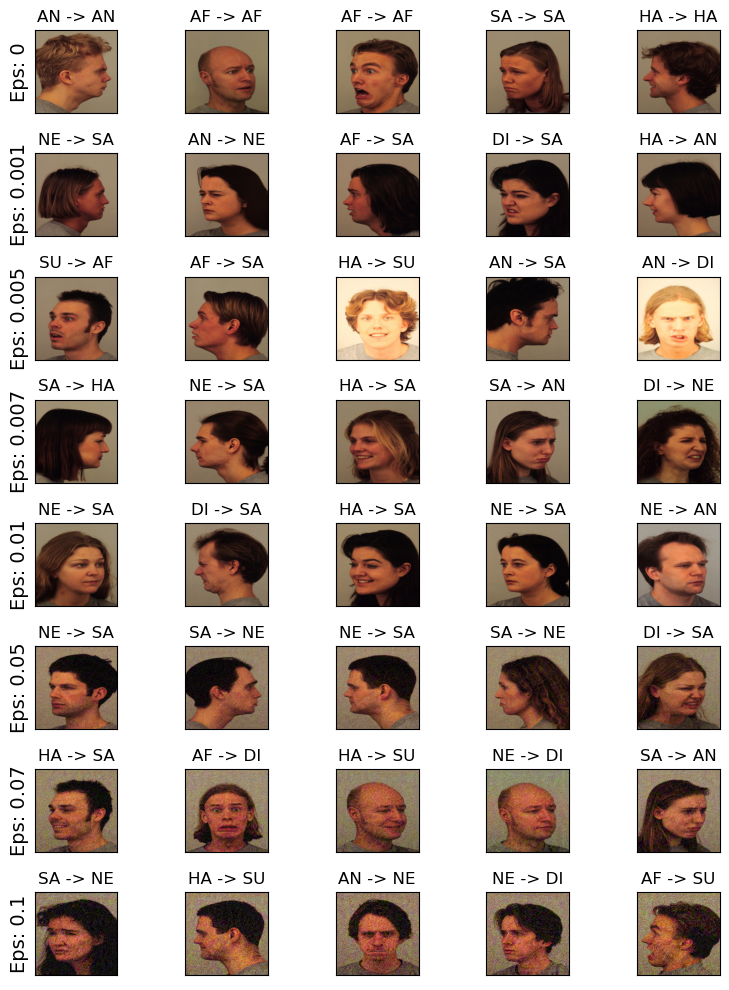 AN -> AN AF -> AF AF -> AF SA -> SA HA -> HA
Eps: 0
NE -> SA AN -> NE AF -> SA DI -> SA HA -> AN
Eps: 0.001
SU -> AF AF -> SA HA -> SU AN -> SA AN -> DI
Eps: 0.005
SA -> HA NE -> SA HA -> SA SA -> AN DI -> NE
Eps: 0.007
NE -> SA DI -> SA HA -> SA NE -> SA NE -> AN
Eps: 0.01
NE -> SA SA -> NE NE -> SA SA -> NE DI -> SA
Eps: 0.05
HA -> SA AF -> DI HA -> SU NE -> DI SA -> AN
Eps: 0.07
SA -> NE HA -> SU AN -> NE NE -> DI AF -> SU
Eps: 0.1